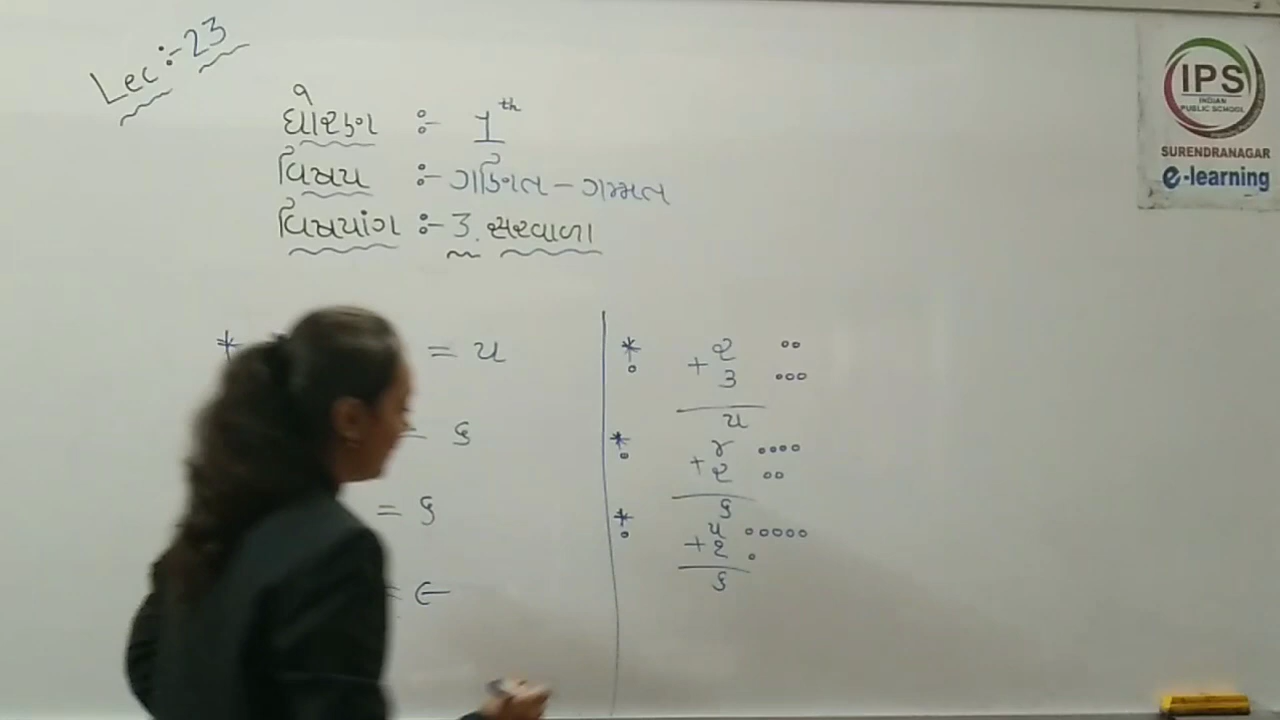 Lec :- 23
ધોરણ :- 1th
વિષય :- ગણિત - ગમ્મત
વિષયાંગ :- 3. સરવાળા
* = ૫
- ૬
= ૬
= ૯
* ૨
+ ૩
૫
* ૪
+ ૨
૬
* ૫
+ ૧
૬
IPS
INDIAN
PUBLIC SCHOOL
SURENDRANAGAR
e-learning